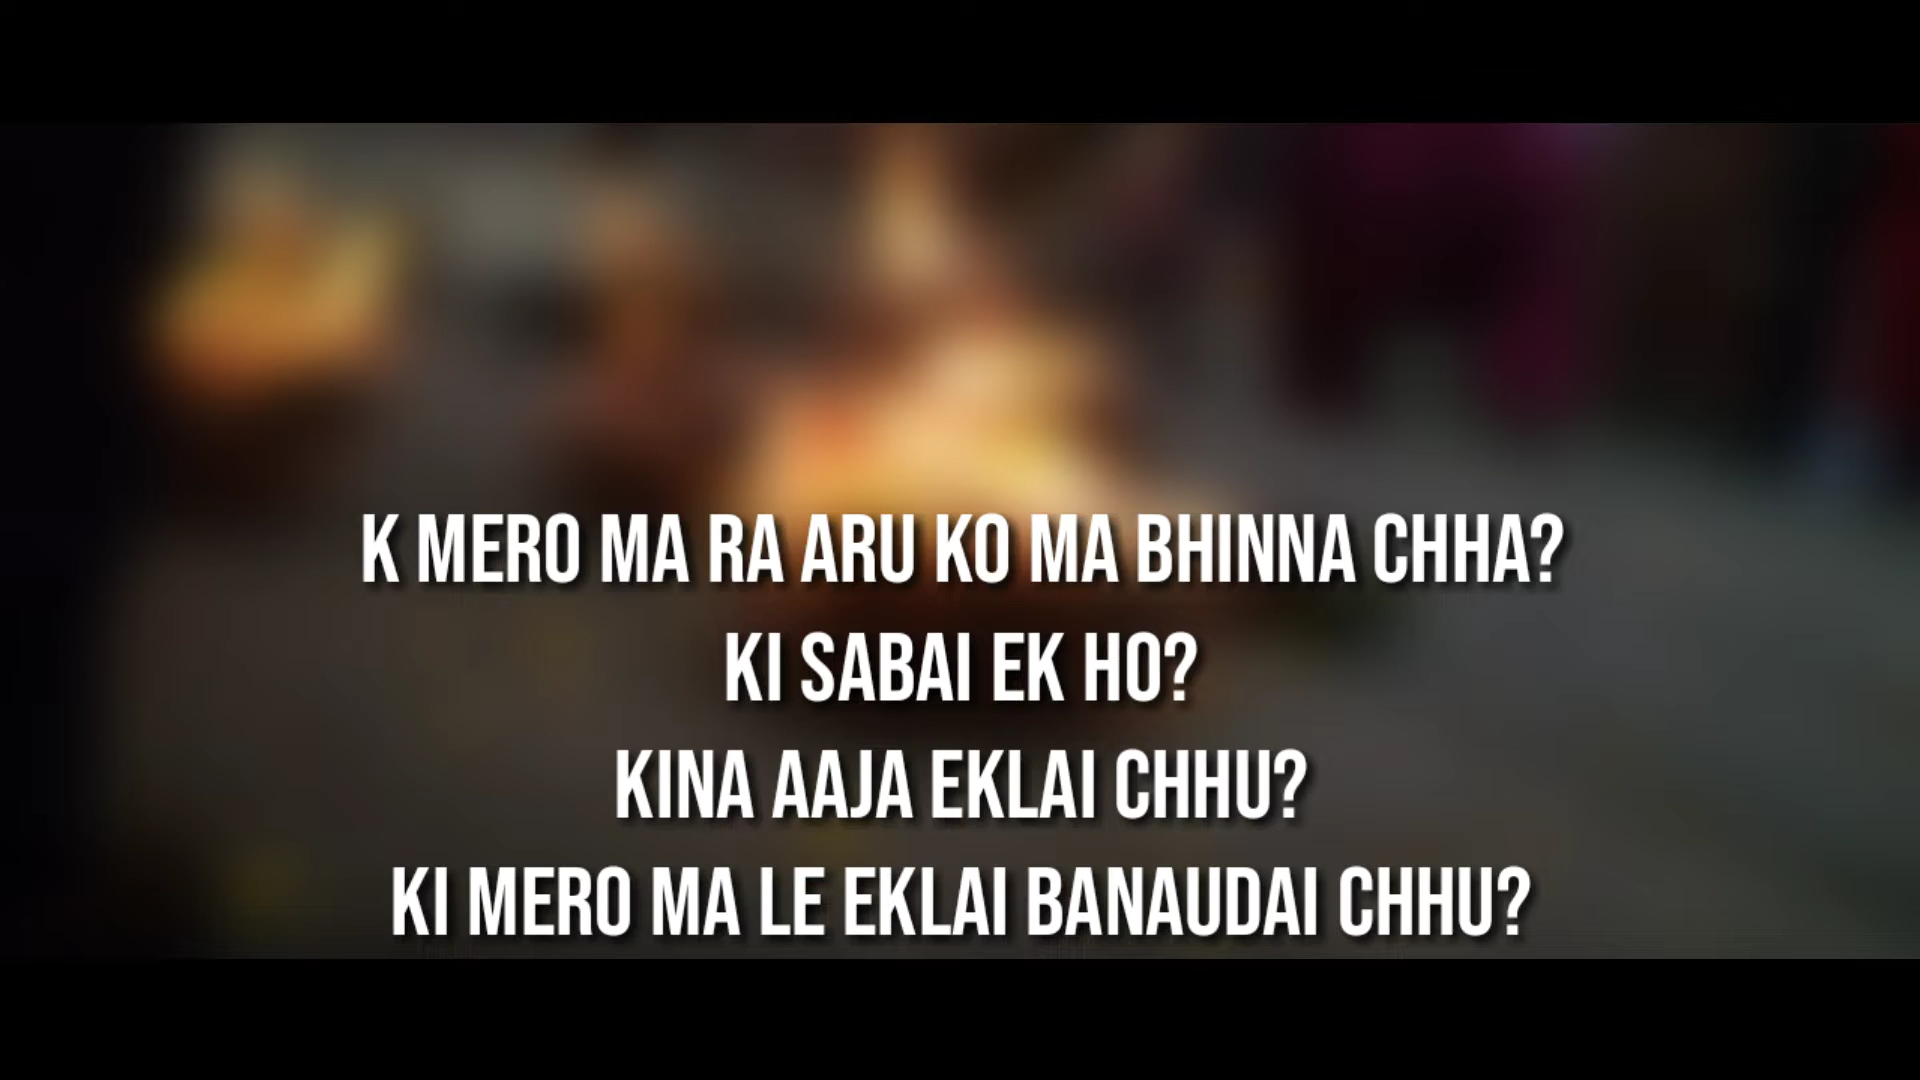 K MERO MA RA ARU KO MA BHINNA CHHA?
KI SABAI EK HO?
KINA AAJA EKLAI CHHU?
KI MERO MA LE EKLAI BANAUDAI CHHU?